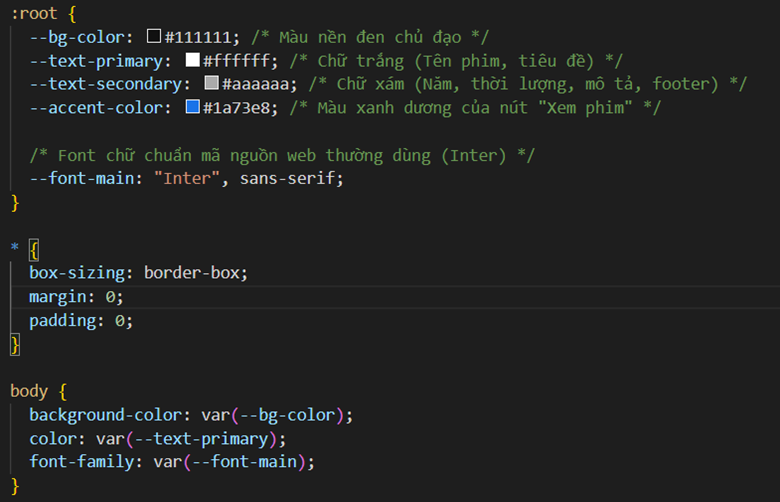 :root {
--bg-color: #111111; /* Màu nền đen chủ đạo */
--text-primary: #ffffff; /* Chữ trắng (Tên phim, tiêu đề) */
--text-secondary: #aaaaaa; /* Chữ xám (Năm, thời lượng, mô tả, footer) */
--accent-color: #1a73e8; /* Màu xanh dương của nút "Xem phim" */
/* Font chữ chuẩn mã nguồn web thường dùng (Inter) */
--font-main: "Inter", sans-serif;
}
* {
box-sizing: border-box;
margin: 0;
padding: 0;
}
body {
background-color: var(--bg-color);
color: var(--text-primary);
font-family: var(--font-main);
}